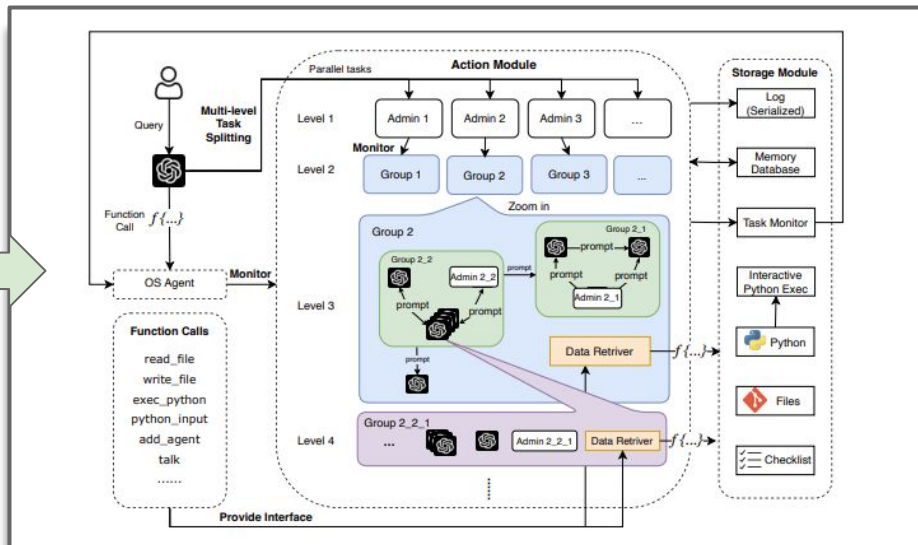 Query
Multi-level
Task
Splitting
Function
Call
f{...}
OS Agent
Monitor
Function Calls
read_file
write_file
exec_python
python_input
add_agent
talk
......
Provide Interface
Action Module
Parallel tasks
Level 1
Admin 1
Admin 2
Admin 3
...
Monitor
Level 2
Group 1
Group 2
Group 3
...
Zoom in
Group 2
Level 3
Group 2_2
Admin 2_2
prompt
prompt
prompt
prompt
Group 2_1
prompt
prompt
prompt
Admin 2_1
Data Retriver
f{...}
Group 2_2_1
Level 4
...
Admin 2_2_1
Data Retriver
f{...}
Storage Module
Log
(Serialized)
Memory
Database
Task Monitor
Interactive
Python Exec
Python
Files
Checklist